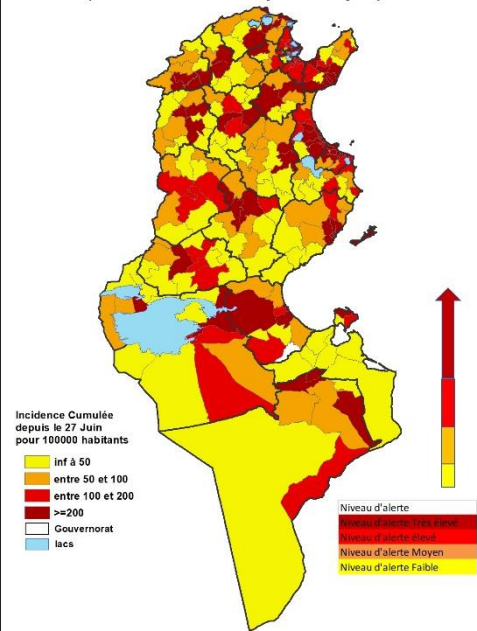 Incidence Cumulée
depuis le 27 Juin
pour 100000 habitants
inf à 50
entre 50 et 100
entre 100 et 200
>=200
Gouvernorat
lacs
Niveau d'alerte
Niveau d'alerte Très élevé
Niveau d'alerte élevé
Niveau d'alerte Moyen
Niveau d'alerte Faible